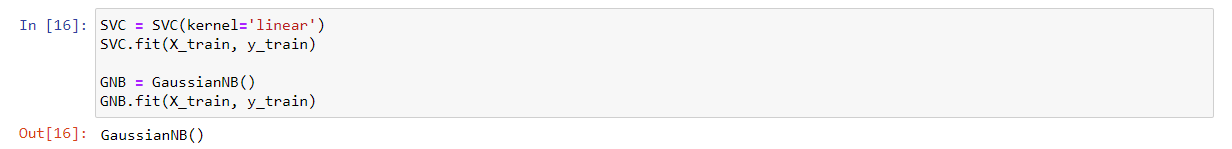 In [16]: SVC = SVC(kernel='linear')
SVC.fit(X_train, y_train)
GNB = GaussianNB()
GNB.fit(X_train, y_train)
Out[16]: GaussianNB()